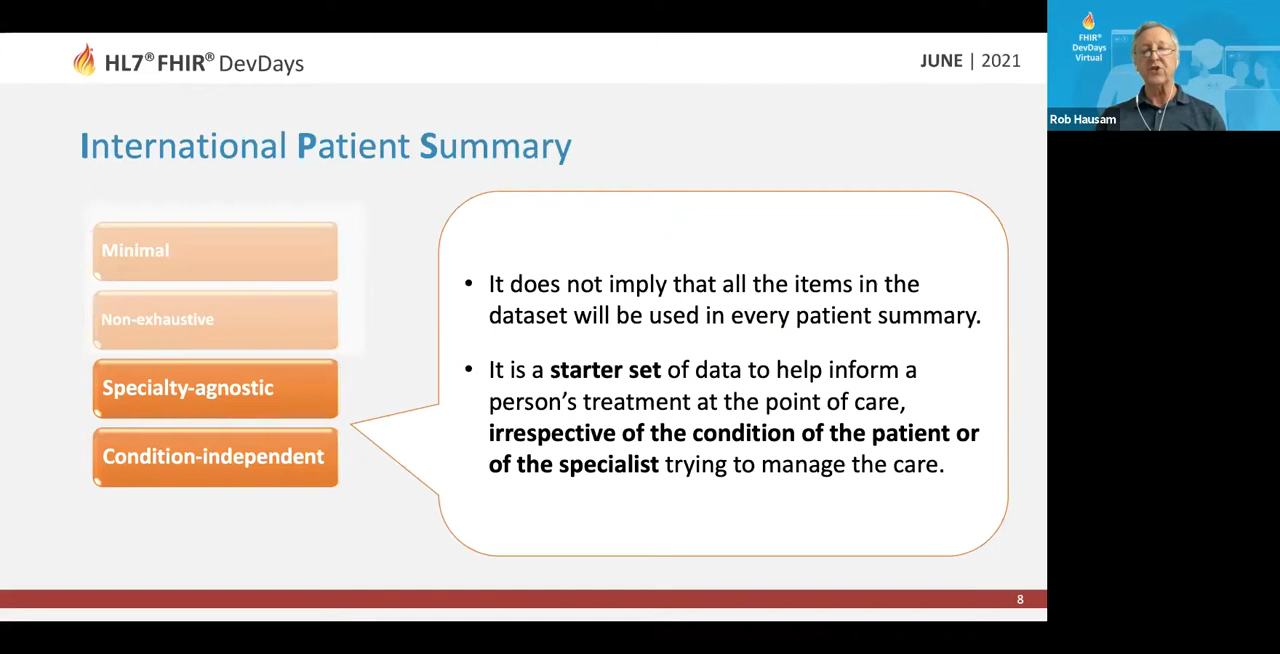 HL7® FHIR® DevDays
JUNE | 2021
International Patient Summary
Minimal
Non-exhaustive
Specialty-agnostic
Condition-independent
• It does not imply that all the items in the
dataset will be used in every patient summary.
• It is a starter set of data to help inform a
person’s treatment at the point of care,
irrespective of the condition of the patient or
of the specialist trying to manage the care.
8
FHIR®
DevDays
Virtual
Rob Hausam